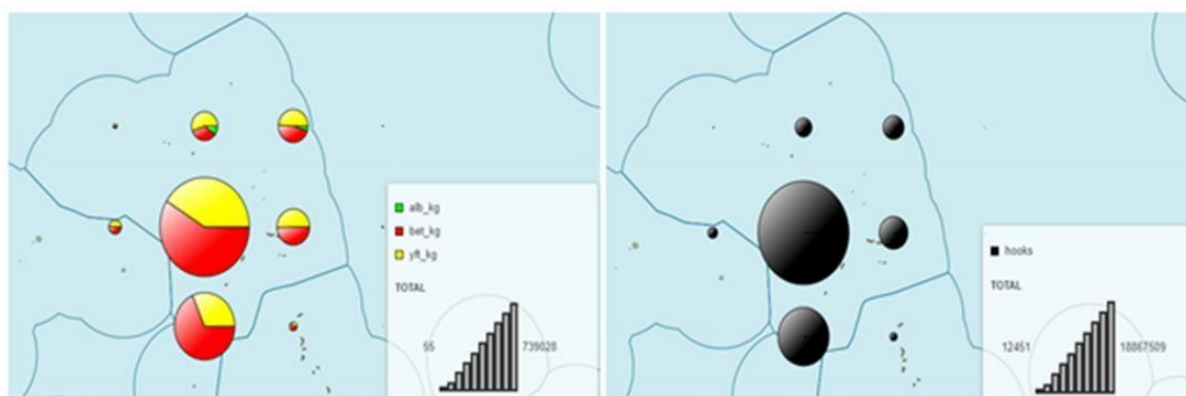 alb_kg
bet_kg
yft_kg
TOTAL
55 739028
hooks
TOTAL
12451 18867509